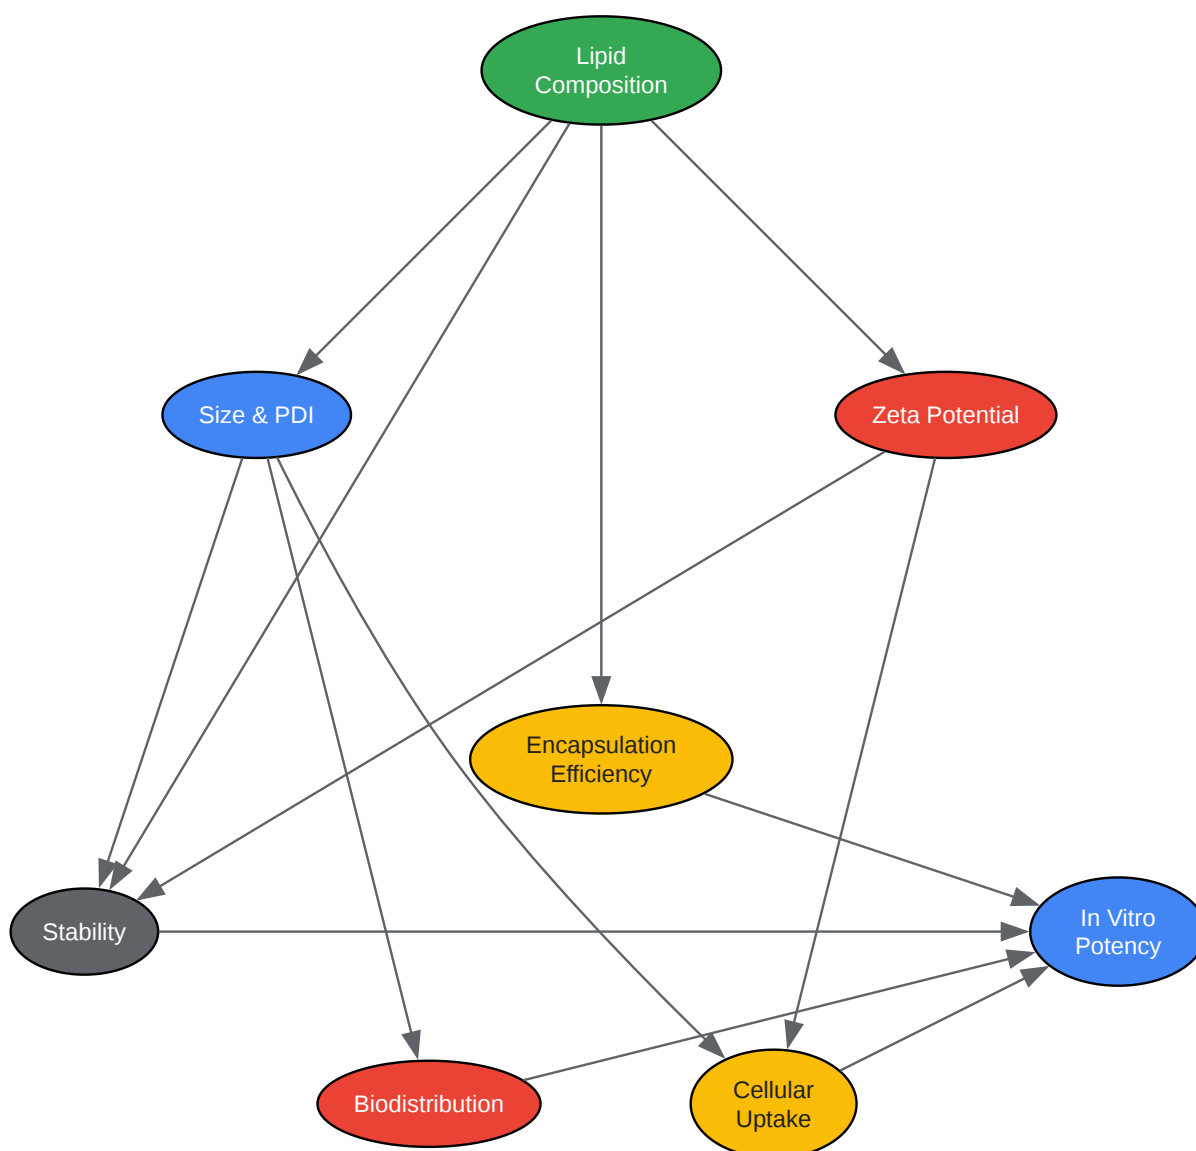 Lipid
Composition
Size & PDI
Zeta Potential
Encapsulation
Efficiency
Stability
In Vitro
Potency
Biodistribution
Cellular
Uptake